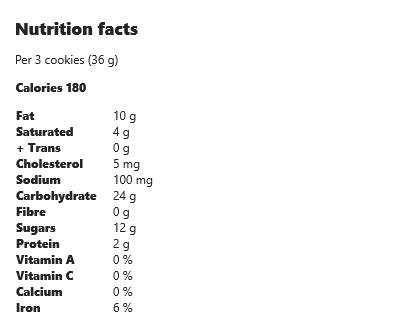 Nutrition facts
Per 3 cookies (36 g)
Calories 180
Fat 10 g
Saturated 4 g
+ Trans 0 g
Cholesterol 5 mg
Sodium 100 mg
Carbohydrate 24 g
Fibre 0 g
Sugars 12 g
Protein 2 g
Vitamin A 0 %
Vitamin C 0 %
Calcium 0 %
Iron 6 %